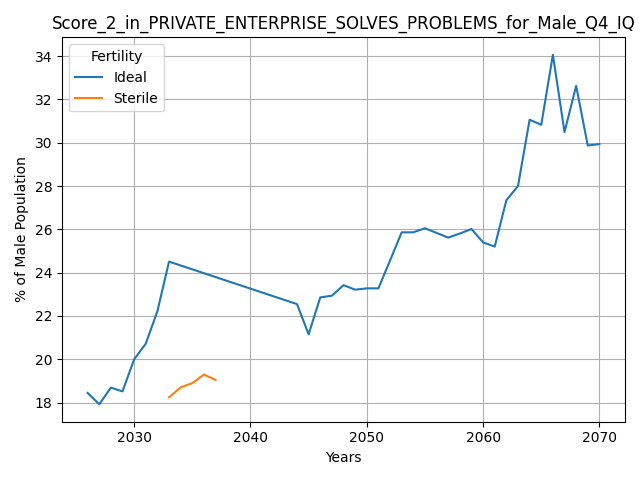 Score_2_in_PRIVATE_ENTERPRISE_SOLVES_PROBLEMS_for_Male_Q4_IQ
Fertility
Ideal
Sterile
% of Male Population
34
32
30
28
26
24
22
20
18
2030 2040 2050 2060 2070
Years